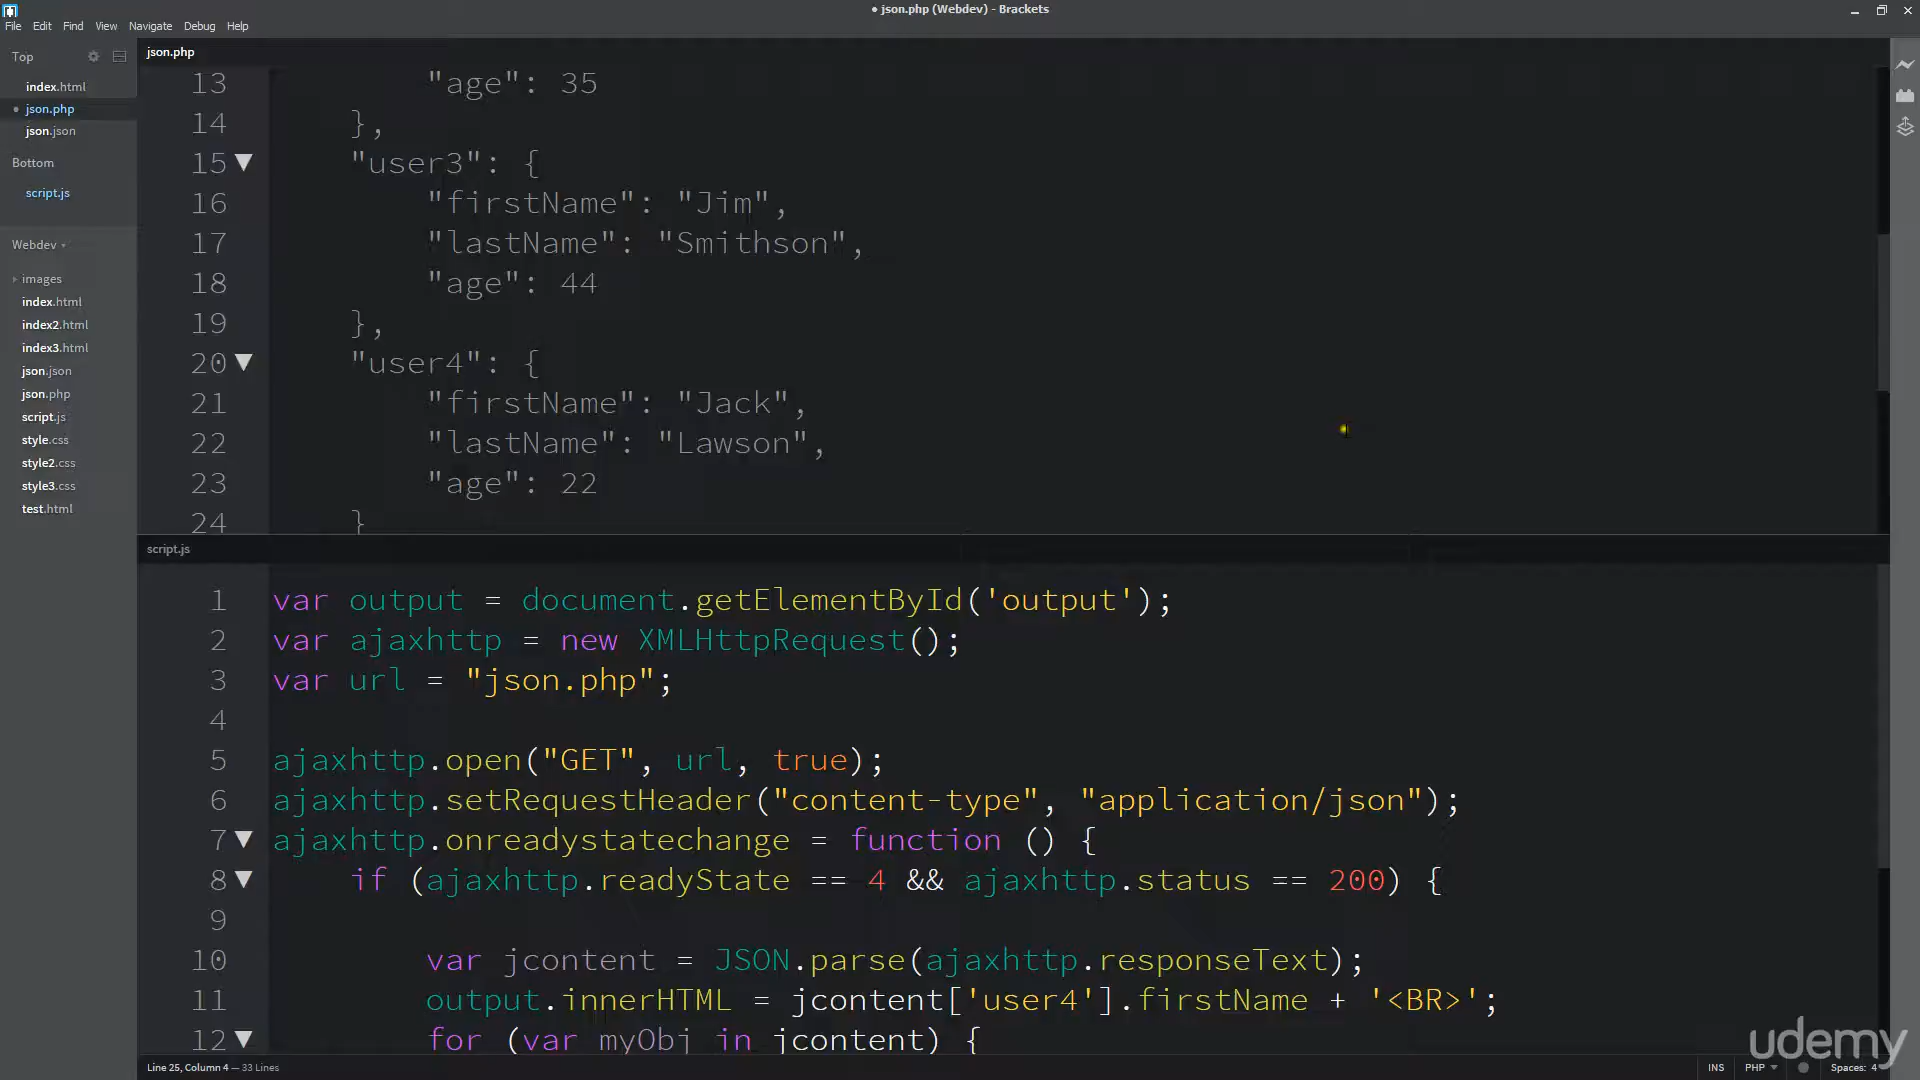 • json.php (Webdev) - Brackets
File Edit Find View Navigate Debug Help
Top
index.html
json.php
json.json
Bottom
script.js
Webdev
images
index.html
index2.html
index3.html
json.json
json.php
script.js
style.css
style2.css
style3.css
test.html
json.php
13 "age": 35
14 },
15 "user3": {
16 "firstName": "Jim",
17 "lastName": "Smithson",
18 "age": 44
19 },
20 "user4": {
21 "firstName": "Jack",
22 "lastName": "Lawson",
23 "age": 22
24 }
script.js
1 var output = document.getElementById('output');
2 var ajaxhttp = new XMLHttpRequest();
3 var url = "json.php";
4
5 ajaxhttp.open("GET", url, true);
6 ajaxhttp.setRequestHeader("content-type", "application/json");
7 ajaxhttp.onreadystatechange = function () {
8 if (ajaxhttp.readyState == 4 && ajaxhttp.status == 200) {
9
10 var jcontent = JSON.parse(ajaxhttp.responseText);
11 output.innerHTML = jcontent['user4'].firstName + '<BR>';
12 for (var myObj in jcontent) {
udemy
Line 25, Column 4 — 33 Lines
INS PHP Spaces: 4